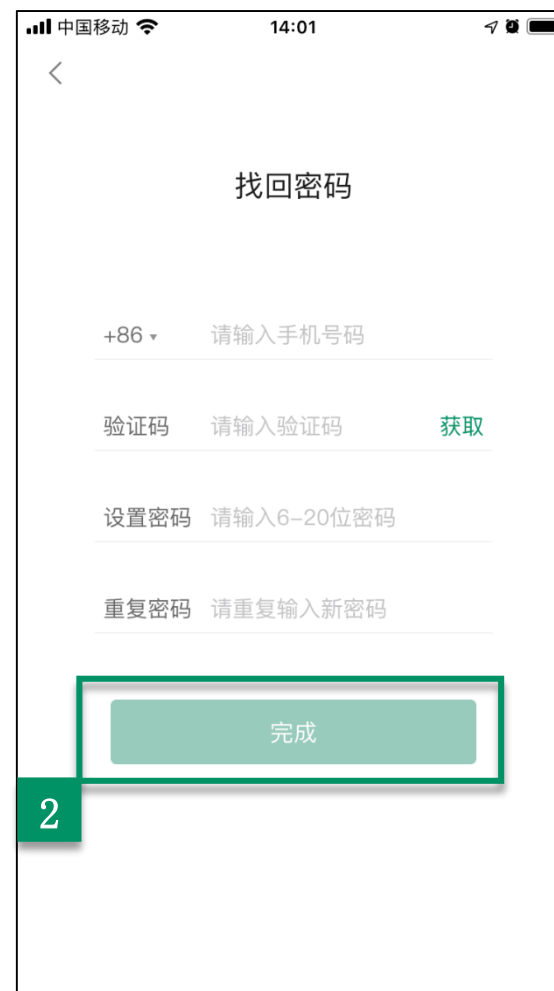 中国移动 14:01
找回密码
+86 请输入手机号码
验证码 请输入验证码 获取
设置密码 请输入6-20位密码
重复密码 请重复输入新密码
完成
2